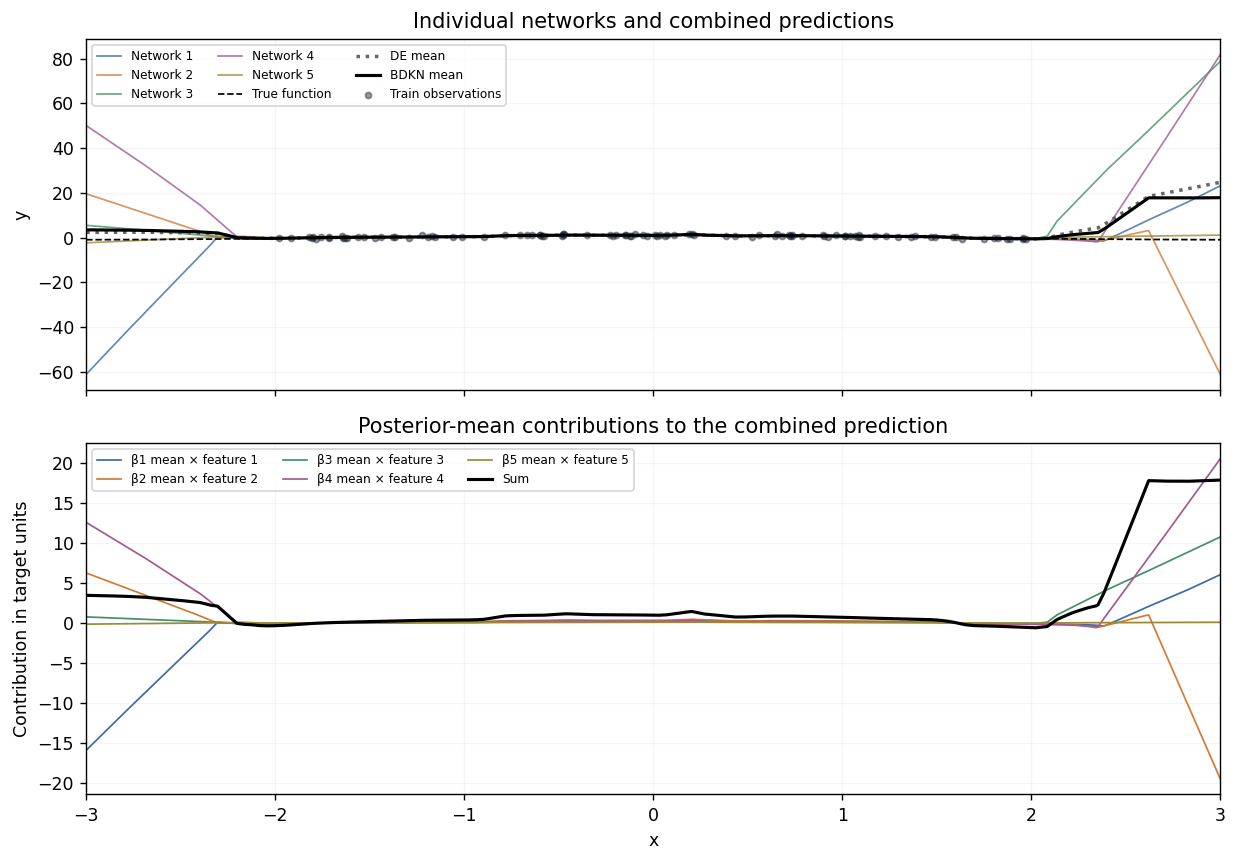 Individual networks and combined predictions
Network 1
Network 2
Network 3
Network 4
Network 5
True function
DE mean
BDKN mean
Train observations
80
60
40
20
0
−20
−40
−60
y
Posterior-mean contributions to the combined prediction
β1 mean × feature 1
β2 mean × feature 2
β3 mean × feature 3
β4 mean × feature 4
β5 mean × feature 5
Sum
20
15
10
5
0
−5
−10
−15
−20
Contribution in target units
−3 −2 −1 0 1 2 3
x